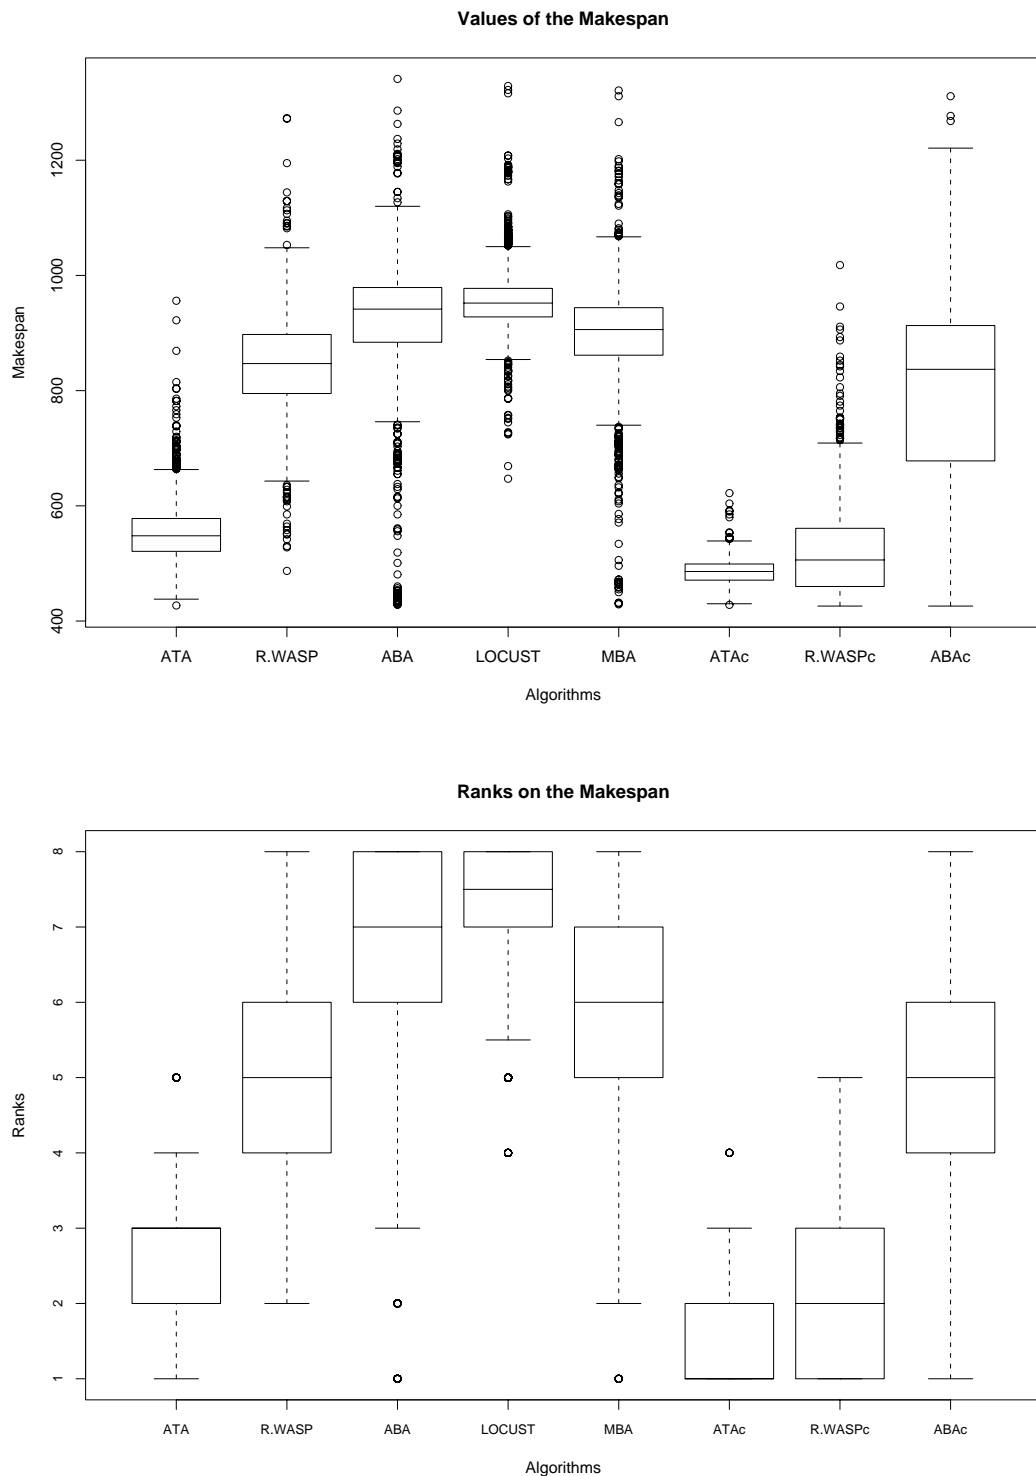 Values of the Makespan
Makespan
1200
1000
800
600
400
ATA R.WASP ABA LOCUST MBA ATAc R.WASPc ABAc
Algorithms
Ranks on the Makespan
Ranks
8
7
6
5
4
3
2
1
ATA R.WASP ABA LOCUST MBA ATAc R.WASPc ABAc
Algorithms